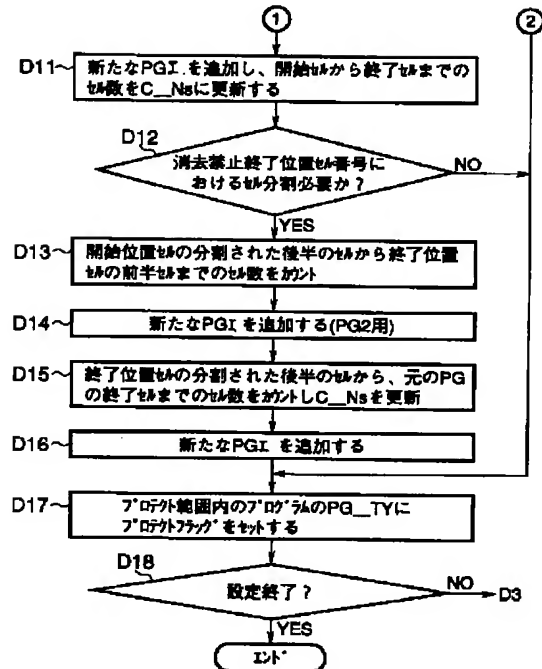 ①
②
D11
新たなPGI.を追加し、開始ｾﾙから終了ｾﾙまでの
ｾﾙ数をC__Nsに更新する
D12
消去禁止終了位置ｾﾙ番号に
おけるｾﾙ分割必要か？
NO
YES
D13
開始位置ｾﾙの分割された後半のｾﾙから終了位置
ｾﾙの前半ｾﾙまでのｾﾙ数をｶｳﾝﾄ
D14
新たなPGIを追加する(PG2用)
D15
終了位置ｾﾙの分割された後半のｾﾙから、元のPG
の終了ｾﾙまでのｾﾙ数をｶｳﾝﾄしC__Nsを更新
D16
新たなPGI を追加する
D17
ﾌﾟﾛﾃｸﾄ範囲内のﾌﾟﾛｸﾞﾗﾑのPG__TYに
ﾌﾟﾛﾃｸﾄﾌﾗｯｸﾞをｾｯﾄする
D18
設定終了？
NO
D3
YES
ｴﾝﾄﾞ